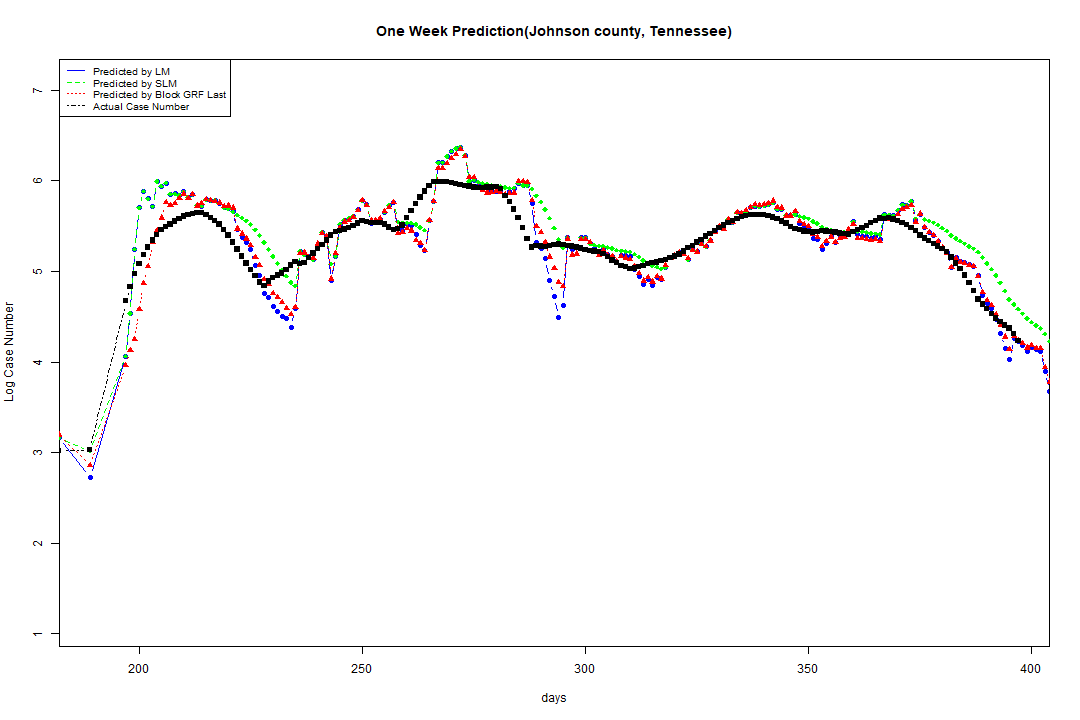 One Week Prediction(Johnson county, Tennessee)
Predicted by LM
Predicted by SLM
Predicted by Block GRF Last
Actual Case Number
7
6
5
4
3
2
1
Log Case Number
200
250
300
350
400
days